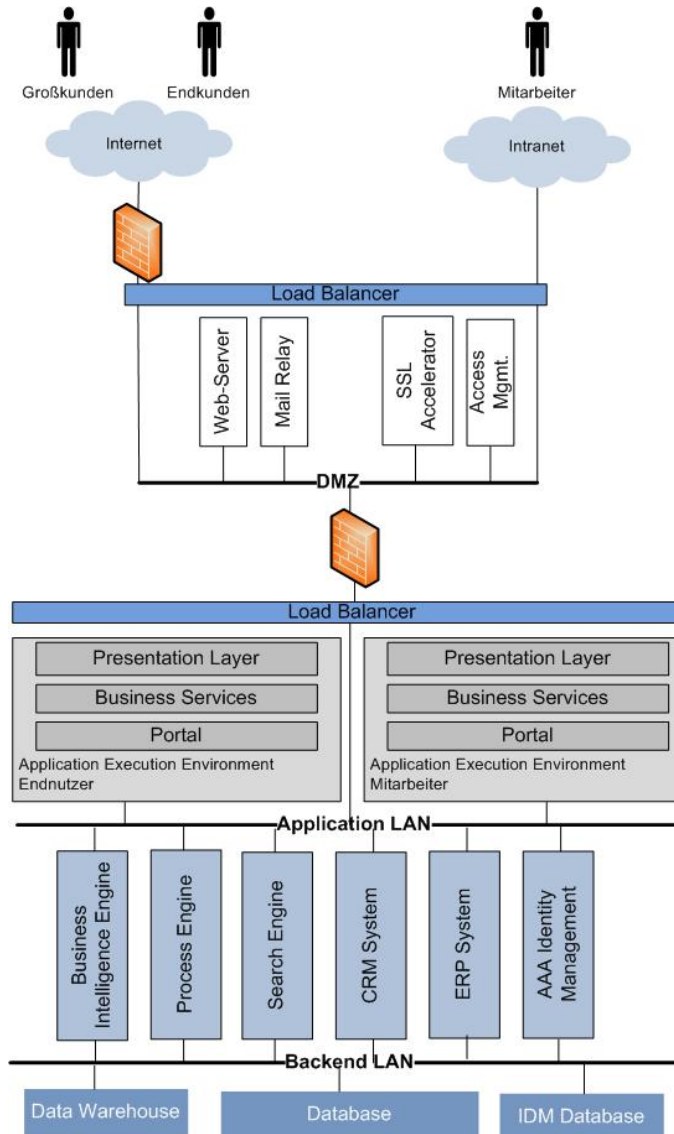 Großkunden
Endkunden
Mitarbeiter
Internet
Intranet
Load Balancer
Web-Server
Mail Relay
SSL
Accelerator
Access
Mgmt.
DMZ
Load Balancer
Presentation Layer
Business Services
Portal
Application Execution Environment
Endnutzer
Presentation Layer
Business Services
Portal
Application Execution Environment
Mitarbeiter
Application LAN
Business
Intelligence Engine
Process Engine
Search Engine
CRM System
ERP System
AAA Identity
Management
Backend LAN
Data Warehouse
Database
IDM Database